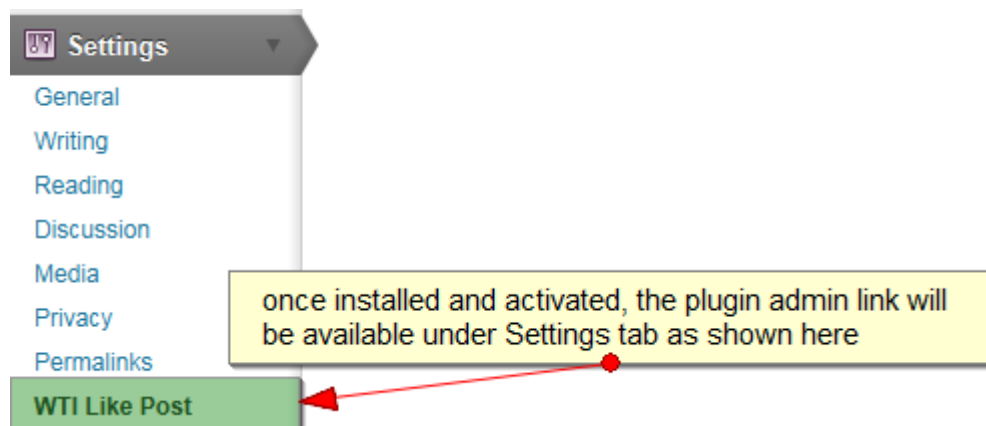 Settings
General
Writing
Reading
Discussion
Media
Privacy
Permalinks
WTI Like Post
once installed and activated, the plugin admin link will
be available under Settings tab as shown here